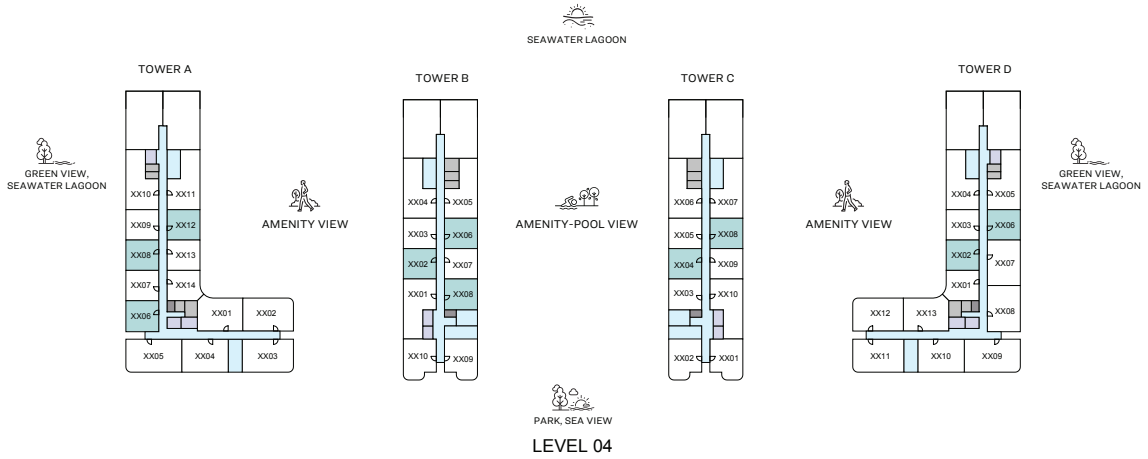 SEAWATER LAGOON
TOWER A
TOWER B
TOWER C
TOWER D
GREEN VIEW,
SEAWATER LAGOON
AMENITY VIEW
AMENITY-POOL VIEW
AMENITY VIEW
GREEN VIEW,
SEAWATER LAGOON
XX10
XX11
XX09
XX12
XX08
XX13
XX07
XX14
XX06
XX01
XX02
XX05
XX04
XX03
XX04
XX05
XX03
XX06
XX02
XX07
XX01
XX08
XX10
XX09
XX06
XX07
XX05
XX08
XX04
XX09
XX03
XX10
XX02
XX01
XX04
XX05
XX03
XX06
XX02
XX07
XX01
XX12
XX13
XX08
XX11
XX10
XX09
PARK, SEA VIEW
LEVEL 04